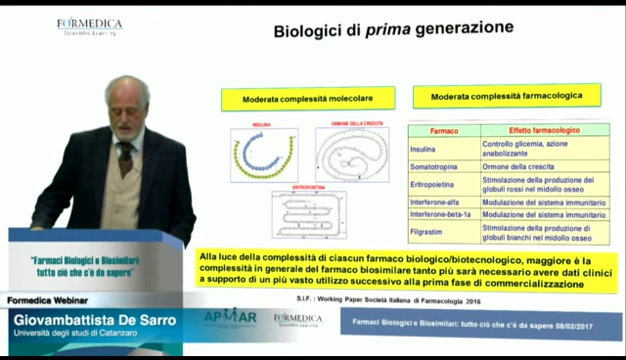 FORMEDICA
Scientific Learning
Biologici di prima generazione
Moderata complessità molecolare
Moderata complessità farmacologica
INSULINA
ORMONE DELLA CRESCITA
ERITROPOIETINA
Farmaco Effetto farmacologico
Insulina Controllo glicemia, azione anabolizzante
Somatotropina Ormone della crescita
Eritropoietina Stimolazione della produzione dei globuli rossi nel midollo osseo
Interferone-alfa Modulazione del sistema immunitario
Interferone-beta-1a Modulazione del sistema immunitario
Filgrastim Stimolazione della produzione di globuli bianchi nel midollo osseo
Alla luce della complessità di ciascun farmaco biologico/biotecnologico, maggiore è la
complessità in generale del farmaco biosimilare tanto più sarà necessario avere dati clinici
a supporto di un più vasto utilizzo successivo alla prima fase di commercializzazione
S.I.F. : Working Paper Società Italiana di Farmacologia 2016
"Farmaci Biologici e Biosimilari:
tutto ciò che c'è da sapere"
Formedica Webinar
Giovambattista De Sarro
Università degli studi di Catanzaro
APMAR
FORMEDICA
Scientific Learning
Farmaci Biologici e Biosimilari: tutto ciò che c'è da sapere 08/02/2017